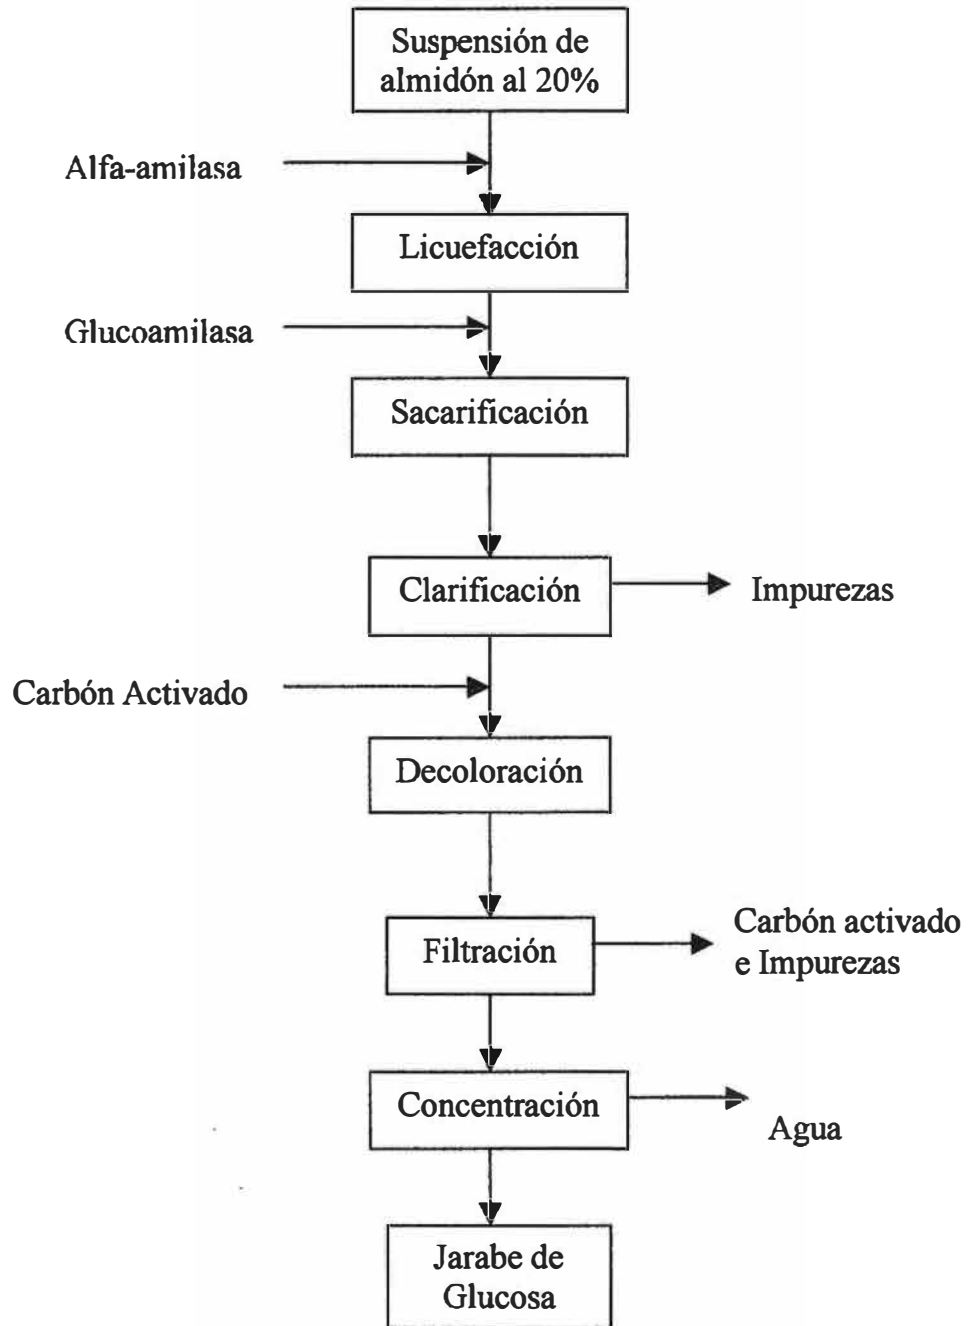 Suspensión de
almidón al 20%
Alfa-amilasa
Licuefacción
Glucoamilasa
Sacarificación
Clarificación
Impurezas
Carbón Activado
Decoloración
Filtración
Carbón activado
e Impurezas
Concentración
Agua
Jarabe de
Glucosa